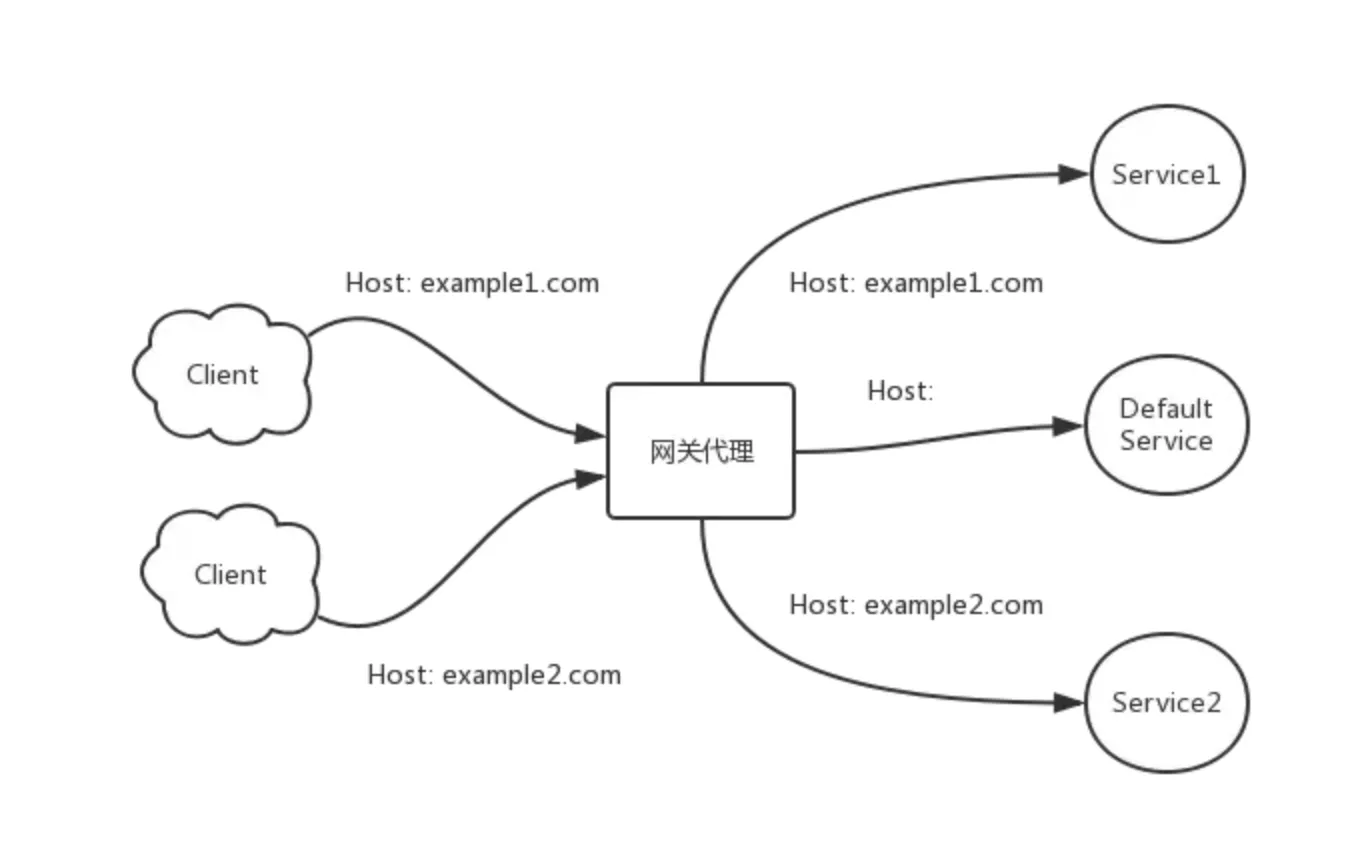 Service1
Host: example1.com
Host: example1.com
Client
Host:
Default
Service
网关代理
Client
Host: example2.com
Host: example2.com
Service2